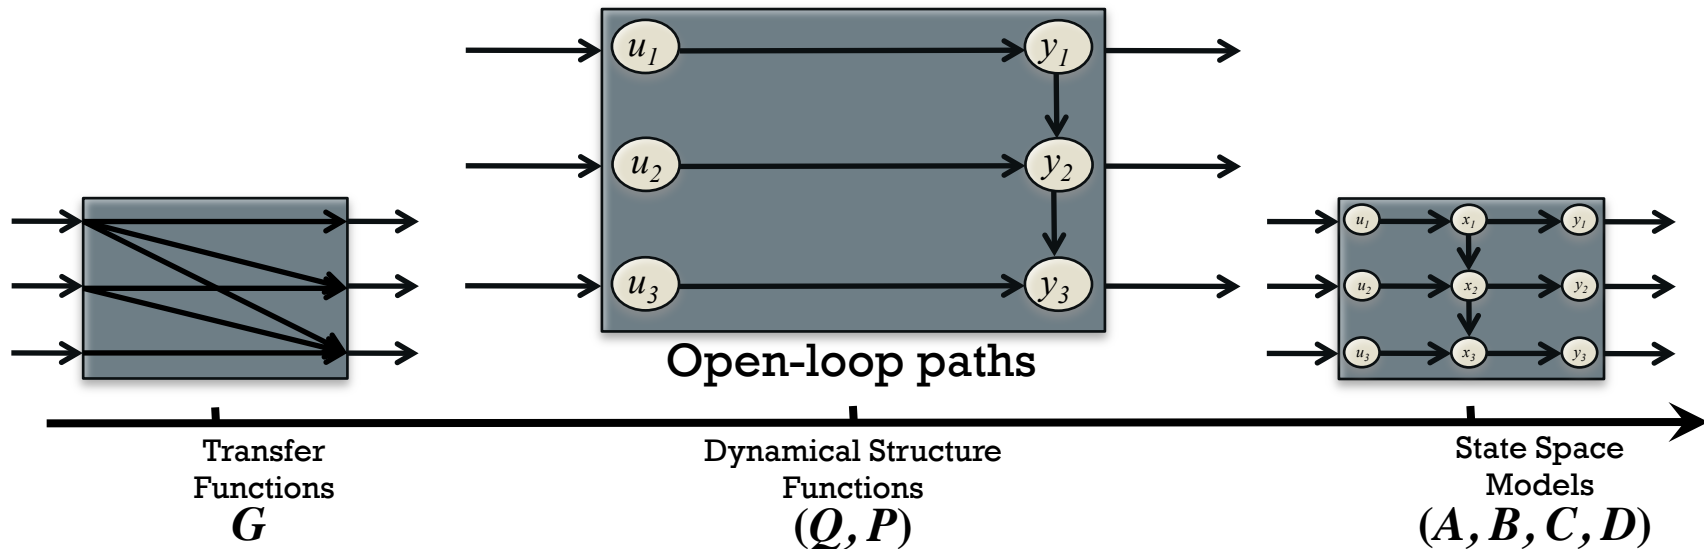 u1
y1
u2
y2
u3
y3
Open-loop paths
u1 x1 y1
u2 x2 y2
u3 x3 y3
Transfer
Functions
G
Dynamical Structure
Functions
(Q, P)
State Space
Models
(A, B, C, D)